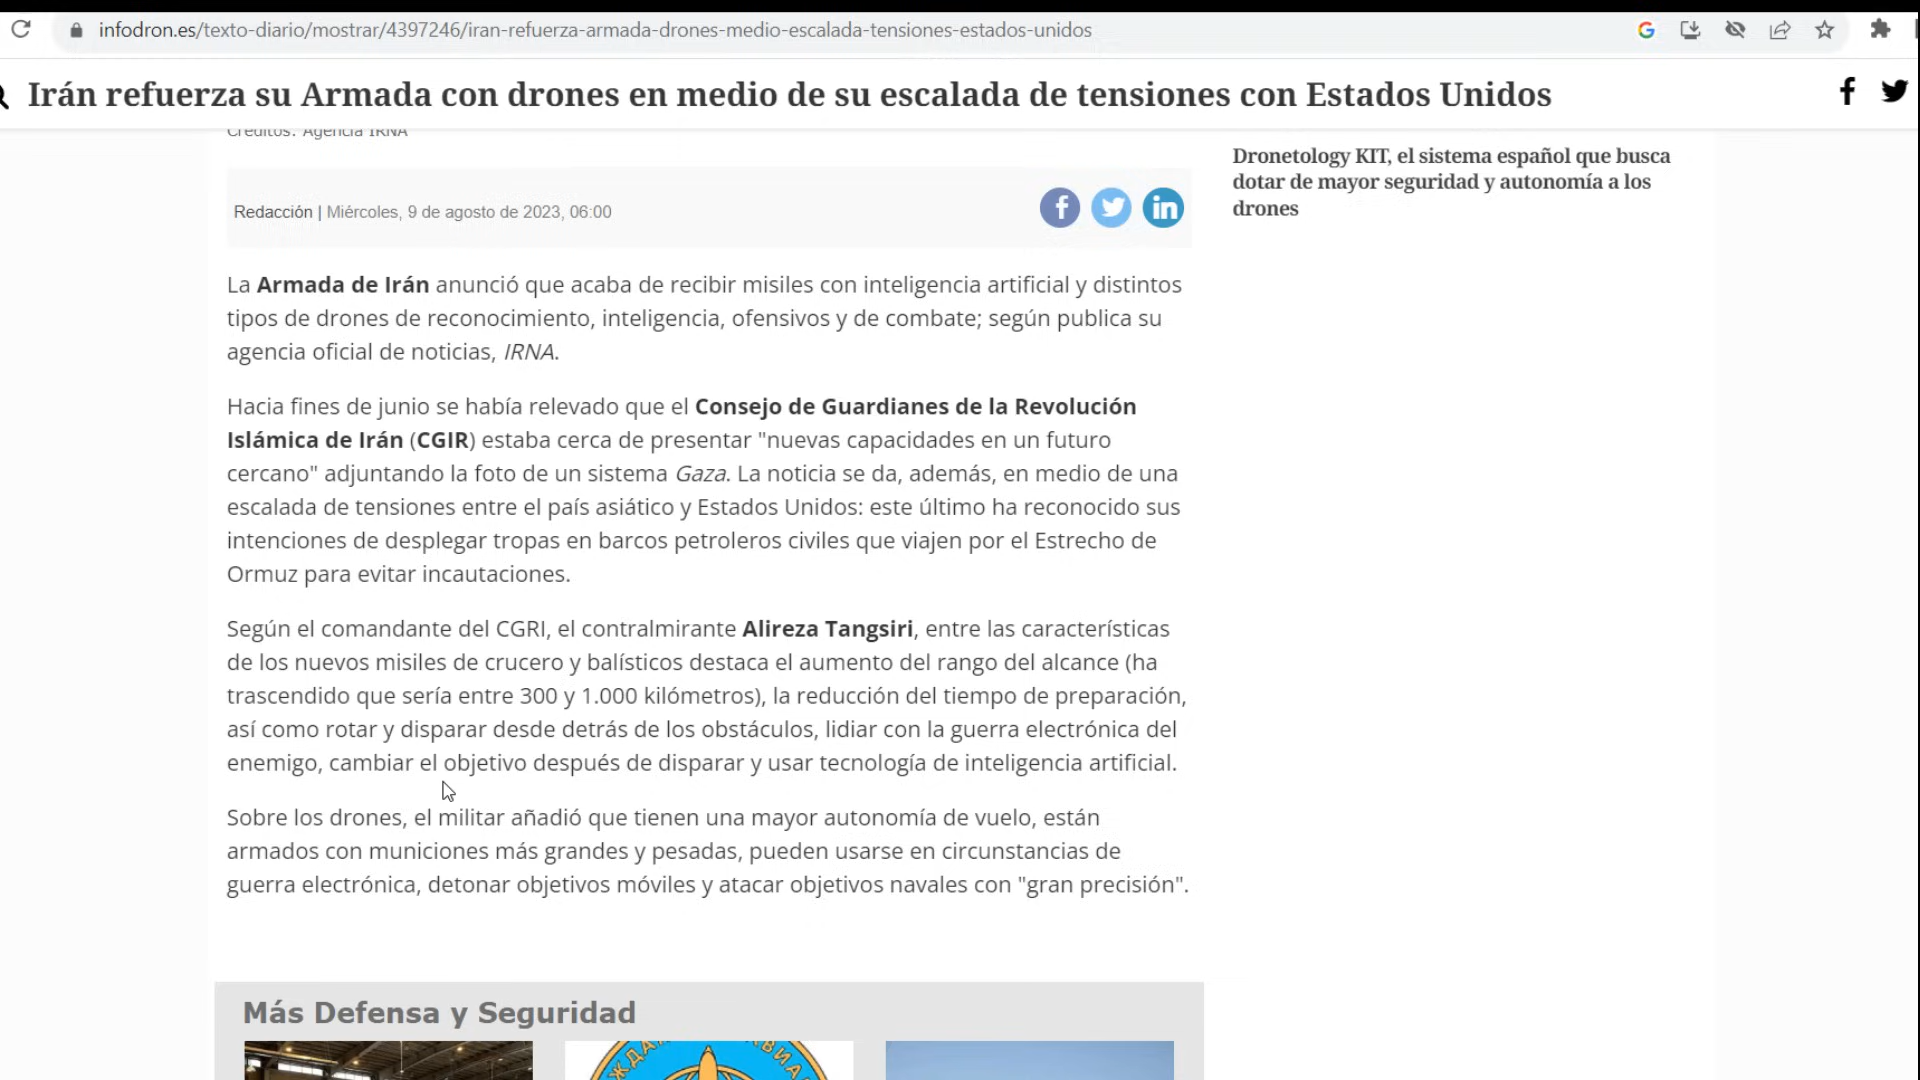 infodron.es/texto-diario/mostrar/4397246/iran-refuerza-armada-drones-medio-escalada-tensiones-estados-unidos
Irán refuerza su Armada con drones en medio de su escalada de tensiones con Estados Unidos
Créditos: Agencia IRNA
Redacción | Miércoles, 9 de agosto de 2023, 06:00
Dronetology KIT, el sistema español que busca
dotar de mayor seguridad y autonomía a los
drones
La Armada de Irán anunció que acaba de recibir misiles con inteligencia artificial y distintos
tipos de drones de reconocimiento, inteligencia, ofensivos y de combate; según publica su
agencia oficial de noticias, IRNA.
Hacia fines de junio se había relevado que el Consejo de Guardianes de la Revolución
Islámica de Irán (CGIR) estaba cerca de presentar "nuevas capacidades en un futuro
cercano" adjuntando la foto de un sistema Gaza. La noticia se da, además, en medio de una
escalada de tensiones entre el país asiático y Estados Unidos: este último ha reconocido sus
intenciones de desplegar tropas en barcos petroleros civiles que viajen por el Estrecho de
Ormuz para evitar incautaciones.
Según el comandante del CGRI, el contralmirante Alireza Tangsiri, entre las características
de los nuevos misiles de crucero y balísticos destaca el aumento del rango del alcance (ha
trascendido que sería entre 300 y 1.000 kilómetros), la reducción del tiempo de preparación,
así como rotar y disparar desde detrás de los obstáculos, lidiar con la guerra electrónica del
enemigo, cambiar el objetivo después de disparar y usar tecnología de inteligencia artificial.
Sobre los drones, el militar añadió que tienen una mayor autonomía de vuelo, están
armados con municiones más grandes y pesadas, pueden usarse en circunstancias de
guerra electrónica, detonar objetivos móviles y atacar objetivos navales con "gran precisión".
Más Defensa y Seguridad